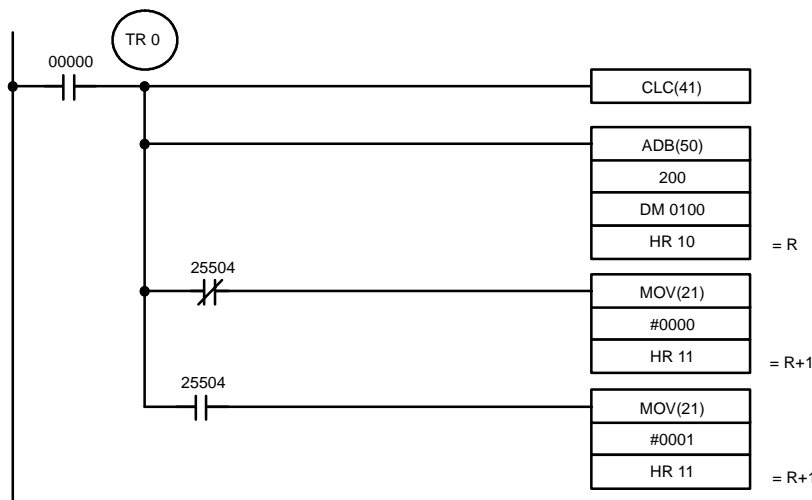 TR 0
00000
CLC(41)
ADB(50)
200
DM 0100
HR 10 = R
25504
MOV(21)
#0000
HR 11 = R+1
25504
MOV(21)
#0001
HR 11 = R+1